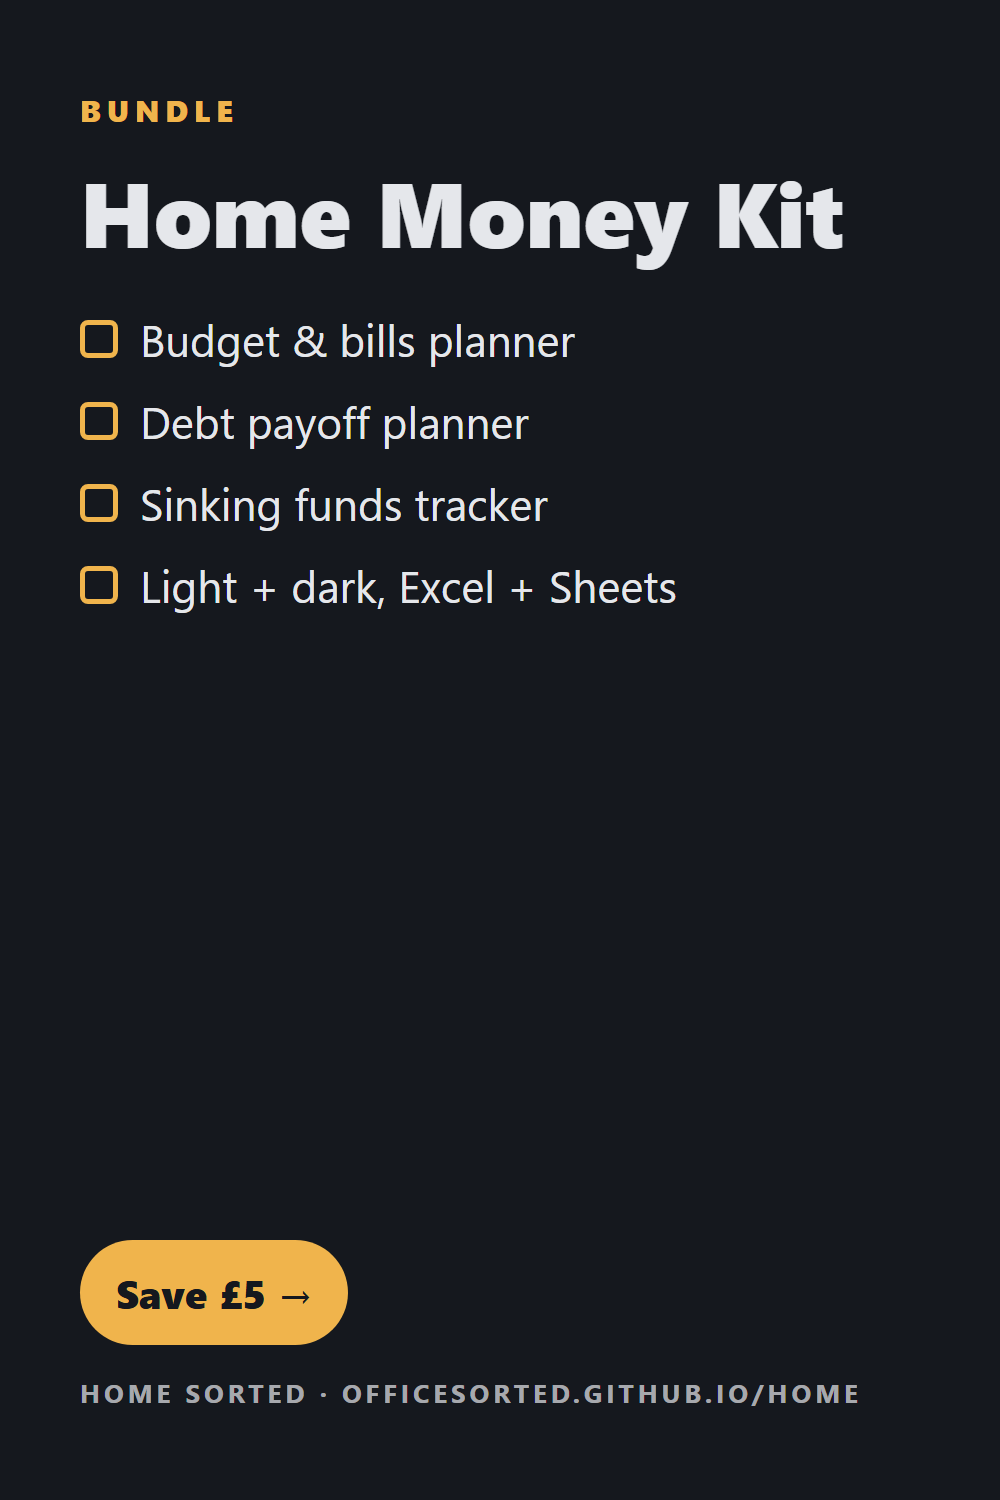 BUNDLE
Home Money Kit
Budget & bills planner
Debt payoff planner
Sinking funds tracker
Light + dark, Excel + Sheets
Save £5 →
HOME SORTED · OFFICESORTED.GITHUB.IO/HOME